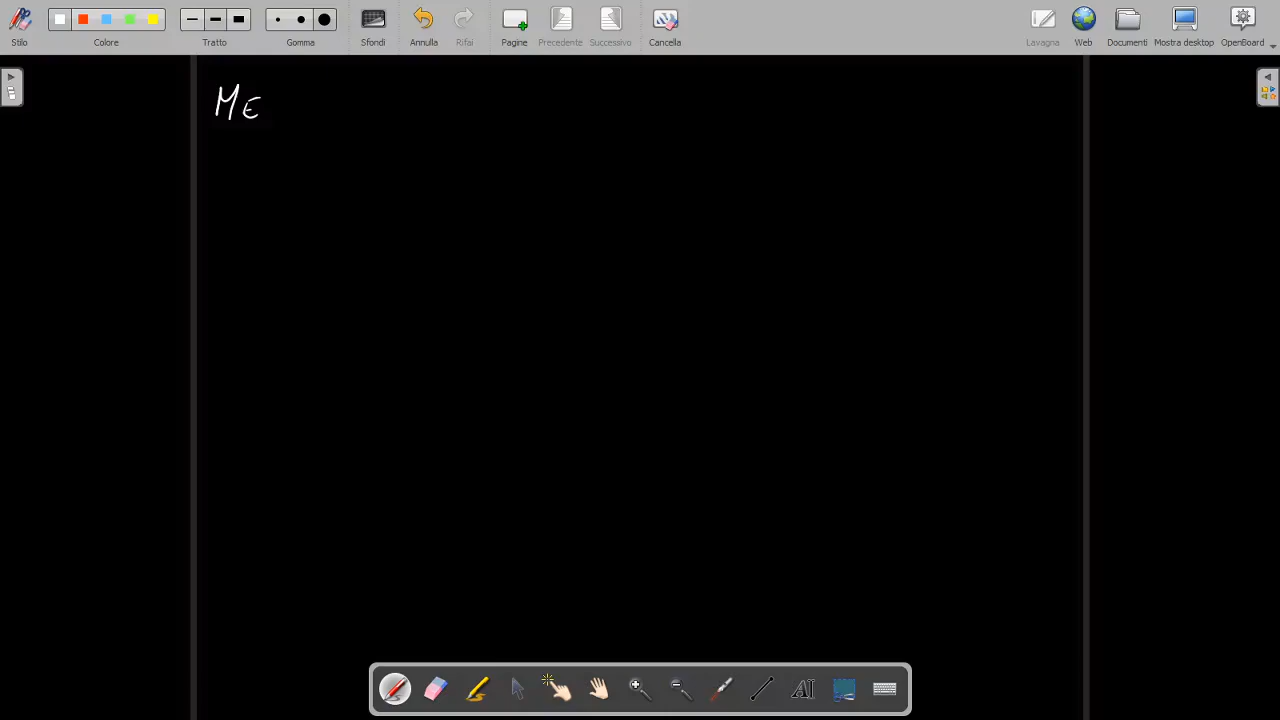 Stilo Colore Tratto Gomma Sfondi Annulla Rifai Pagine Precedente Successivo Cancella Lavagna Web Documenti Mostra desktop OpenBoard
ME